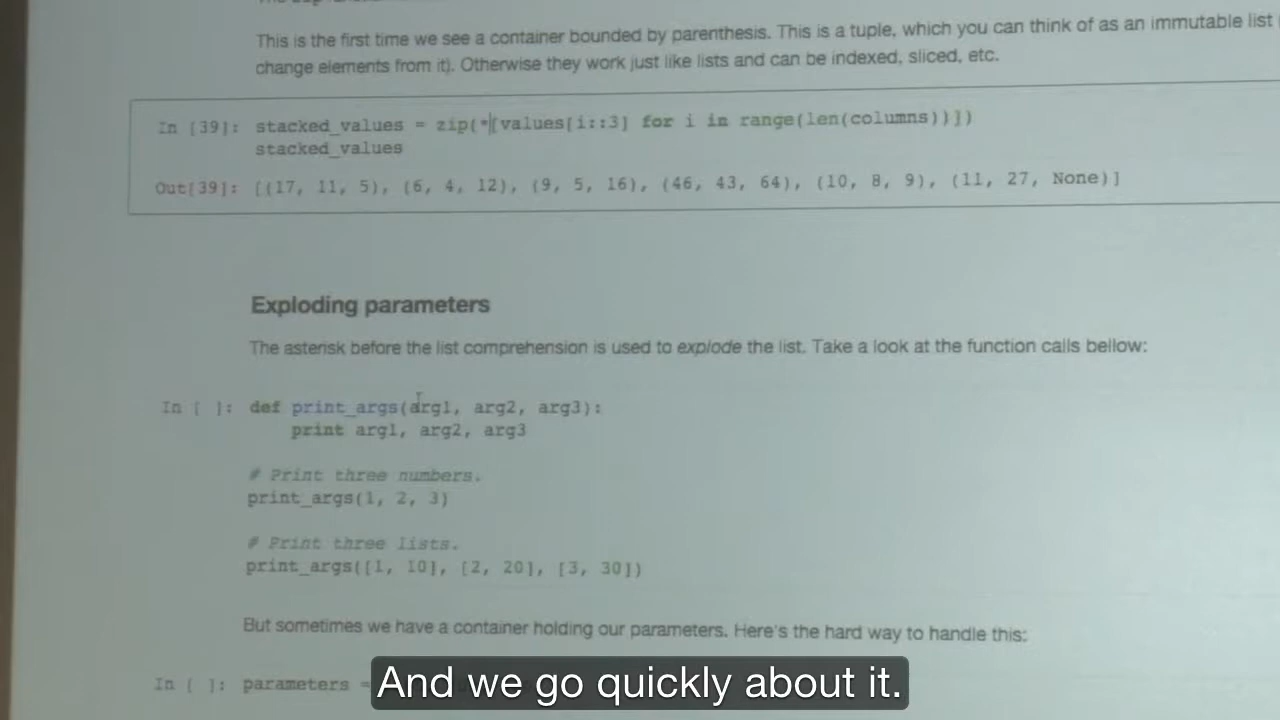 This is the first time we see a container bounded by parenthesis. This is a tuple, which you can think of as an immutable list
change elements from it). Otherwise they work just like lists and can be indexed, sliced, etc.
In [39]: stacked_values = zip(*[values[i::3] for i in range(len(columns))])
stacked_values
Out[39]: [(17, 11, 5), (6, 4, 12), (9, 5, 16), (46, 43, 64), (10, 8, 9), (11, 27, None)]
Exploding parameters
The asterisk before the list comprehension is used to explode the list. Take a look at the function calls bellow:
In [ ]: def print_args(arg1, arg2, arg3):
print arg1, arg2, arg3
# Print three numbers.
print_args(1, 2, 3)
# Print three lists.
print_args([1, 10], [2, 20], [3, 30])
But sometimes we have a container holding our parameters. Here's the hard way to handle this:
In [ ]: parameters =
And we go quickly about it.